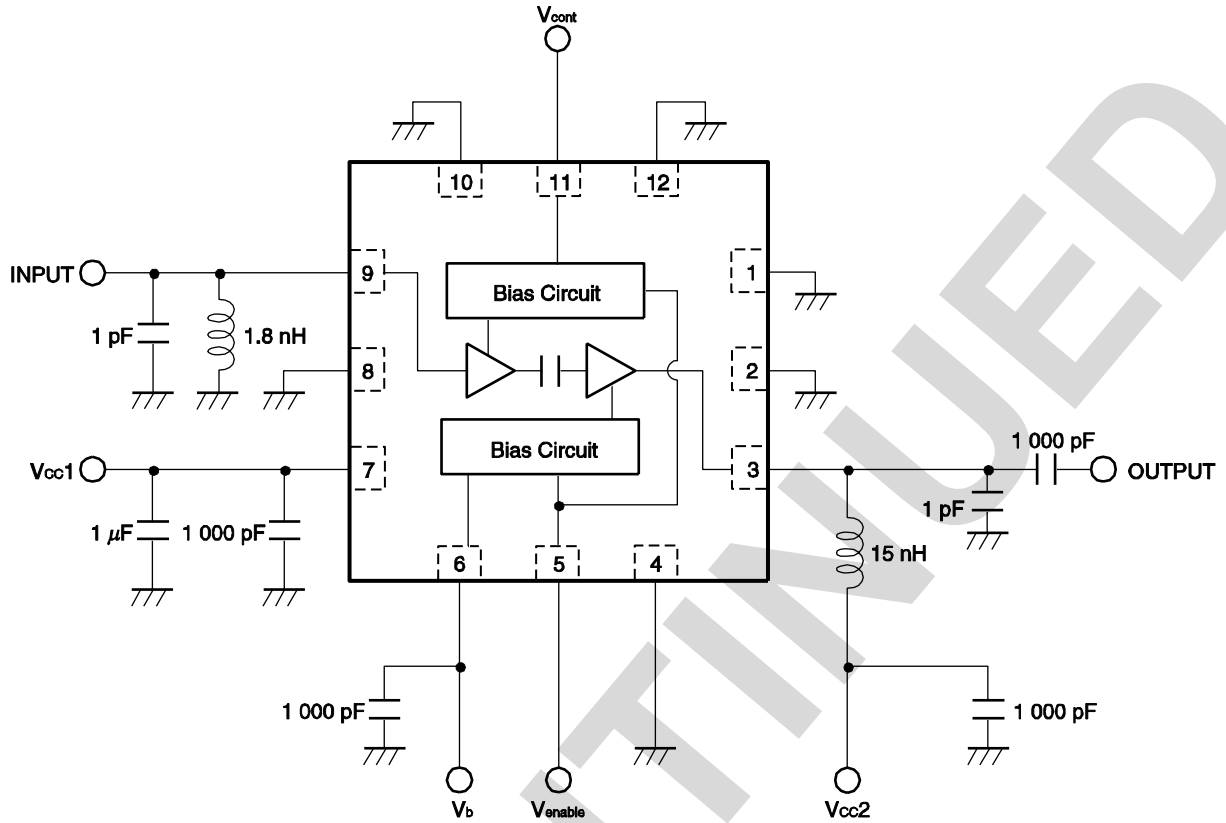 Vcont
10
11
12
INPUT
9
1
Bias Circuit
1 pF
1.8 nH
8
2
Bias Circuit
1 000 pF
Vcc1
7
3
OUTPUT
1 pF
1 μF
1 000 pF
15 nH
6
5
4
1 000 pF
1 000 pF
Vb
Venable
Vcc2
TINUED